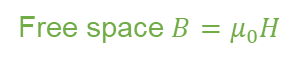 Free space 𝐵 = 𝜇₀𝐻